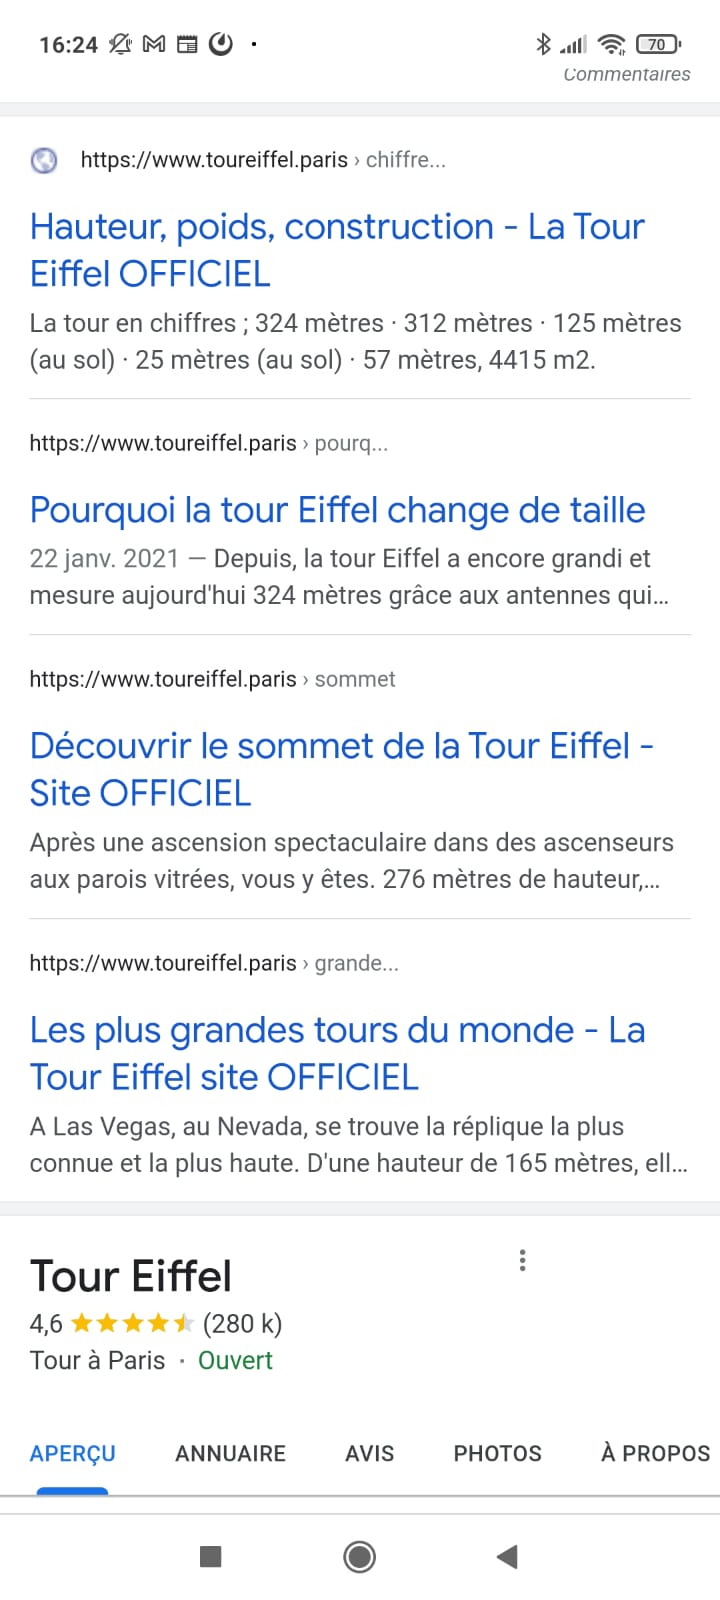 16:24
70
Commentaires
https://www.toureiffel.paris › chiffre...
Hauteur, poids, construction - La Tour
Eiffel OFFICIEL
La tour en chiffres ; 324 mètres · 312 mètres · 125 mètres
(au sol) · 25 mètres (au sol) · 57 mètres, 4415 m2.
https://www.toureiffel.paris › pourq...
Pourquoi la tour Eiffel change de taille
22 janv. 2021 — Depuis, la tour Eiffel a encore grandi et
mesure aujourd'hui 324 mètres grâce aux antennes qui...
https://www.toureiffel.paris › sommet
Découvrir le sommet de la Tour Eiffel -
Site OFFICIEL
Après une ascension spectaculaire dans des ascenseurs
aux parois vitrées, vous y êtes. 276 mètres de hauteur,...
https://www.toureiffel.paris › grande...
Les plus grandes tours du monde - La
Tour Eiffel site OFFICIEL
A Las Vegas, au Nevada, se trouve la réplique la plus
connue et la plus haute. D'une hauteur de 165 mètres, ell...
Tour Eiffel
4,6 (280 k)
Tour à Paris · Ouvert
APERÇU ANNUAIRE AVIS PHOTOS À PROPOS